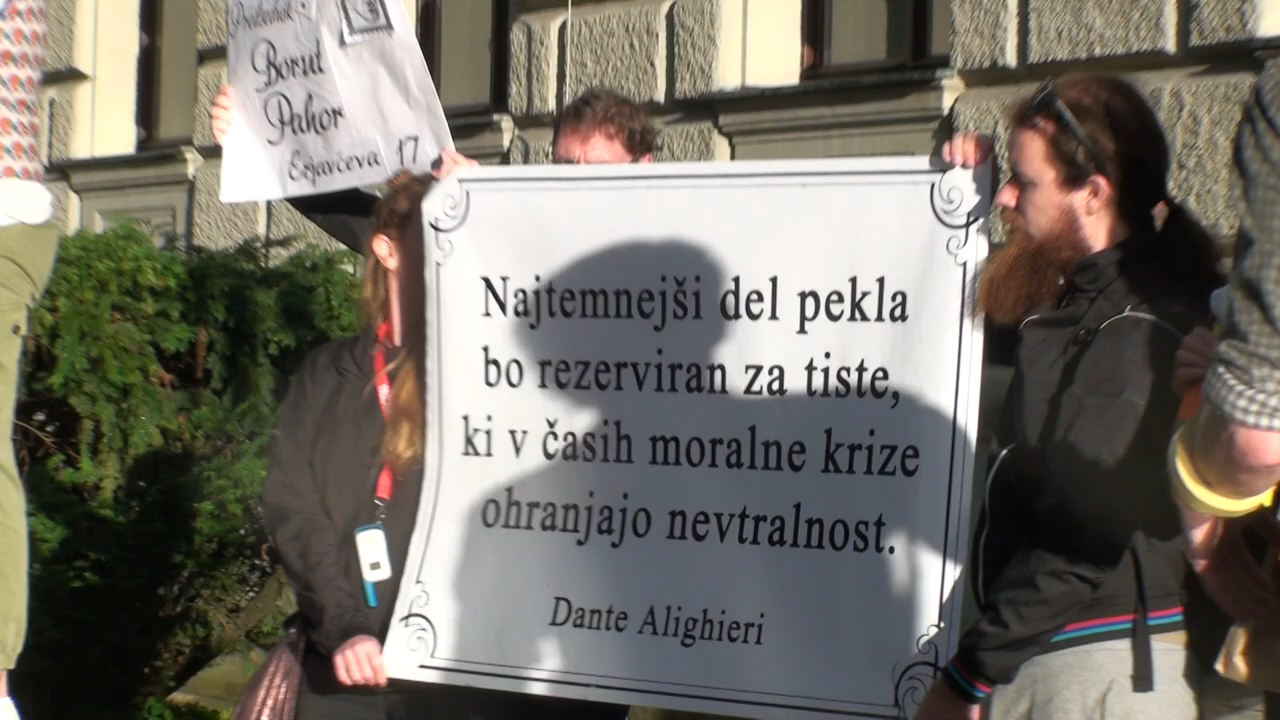 Borut
Pahor
Erjavčeva 17
Najtemnejši del pekla
bo rezerviran za tiste,
ki v časih moralne krize
ohranjajo nevtralnost.
Dante Alighieri